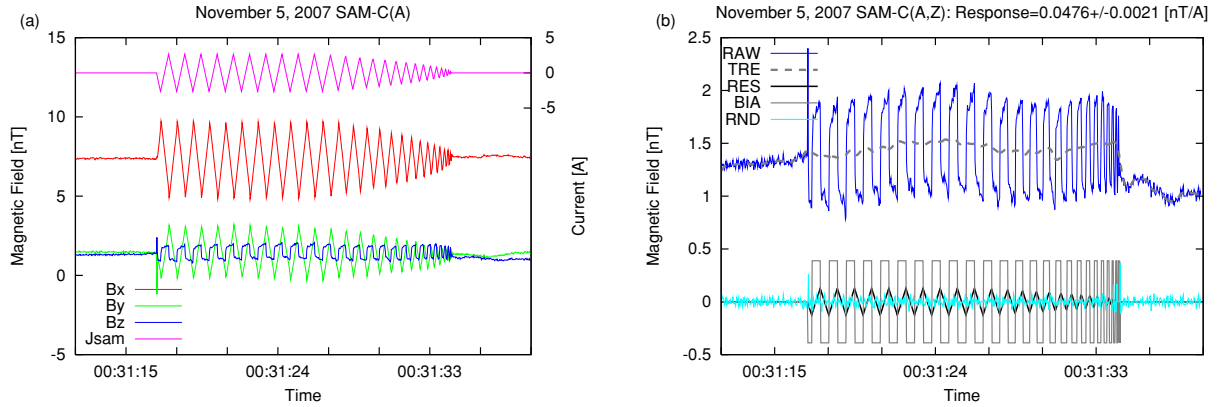 (a)
November 5, 2007 SAM-C(A)
15
10
5
0
-5
5
0
-5
Magnetic Field [nT]
Current [A]
Bx
By
Bz
Jsam
00:31:15
00:31:24
00:31:33
Time
(b)
November 5, 2007 SAM-C(A,Z): Response=0.0476+/-0.0021 [nT/A]
2.5
2
1.5
1
0.5
0
-0.5
Magnetic Field [nT]
RAW
TRE
RES
BIA
RND
00:31:15
00:31:24
00:31:33
Time